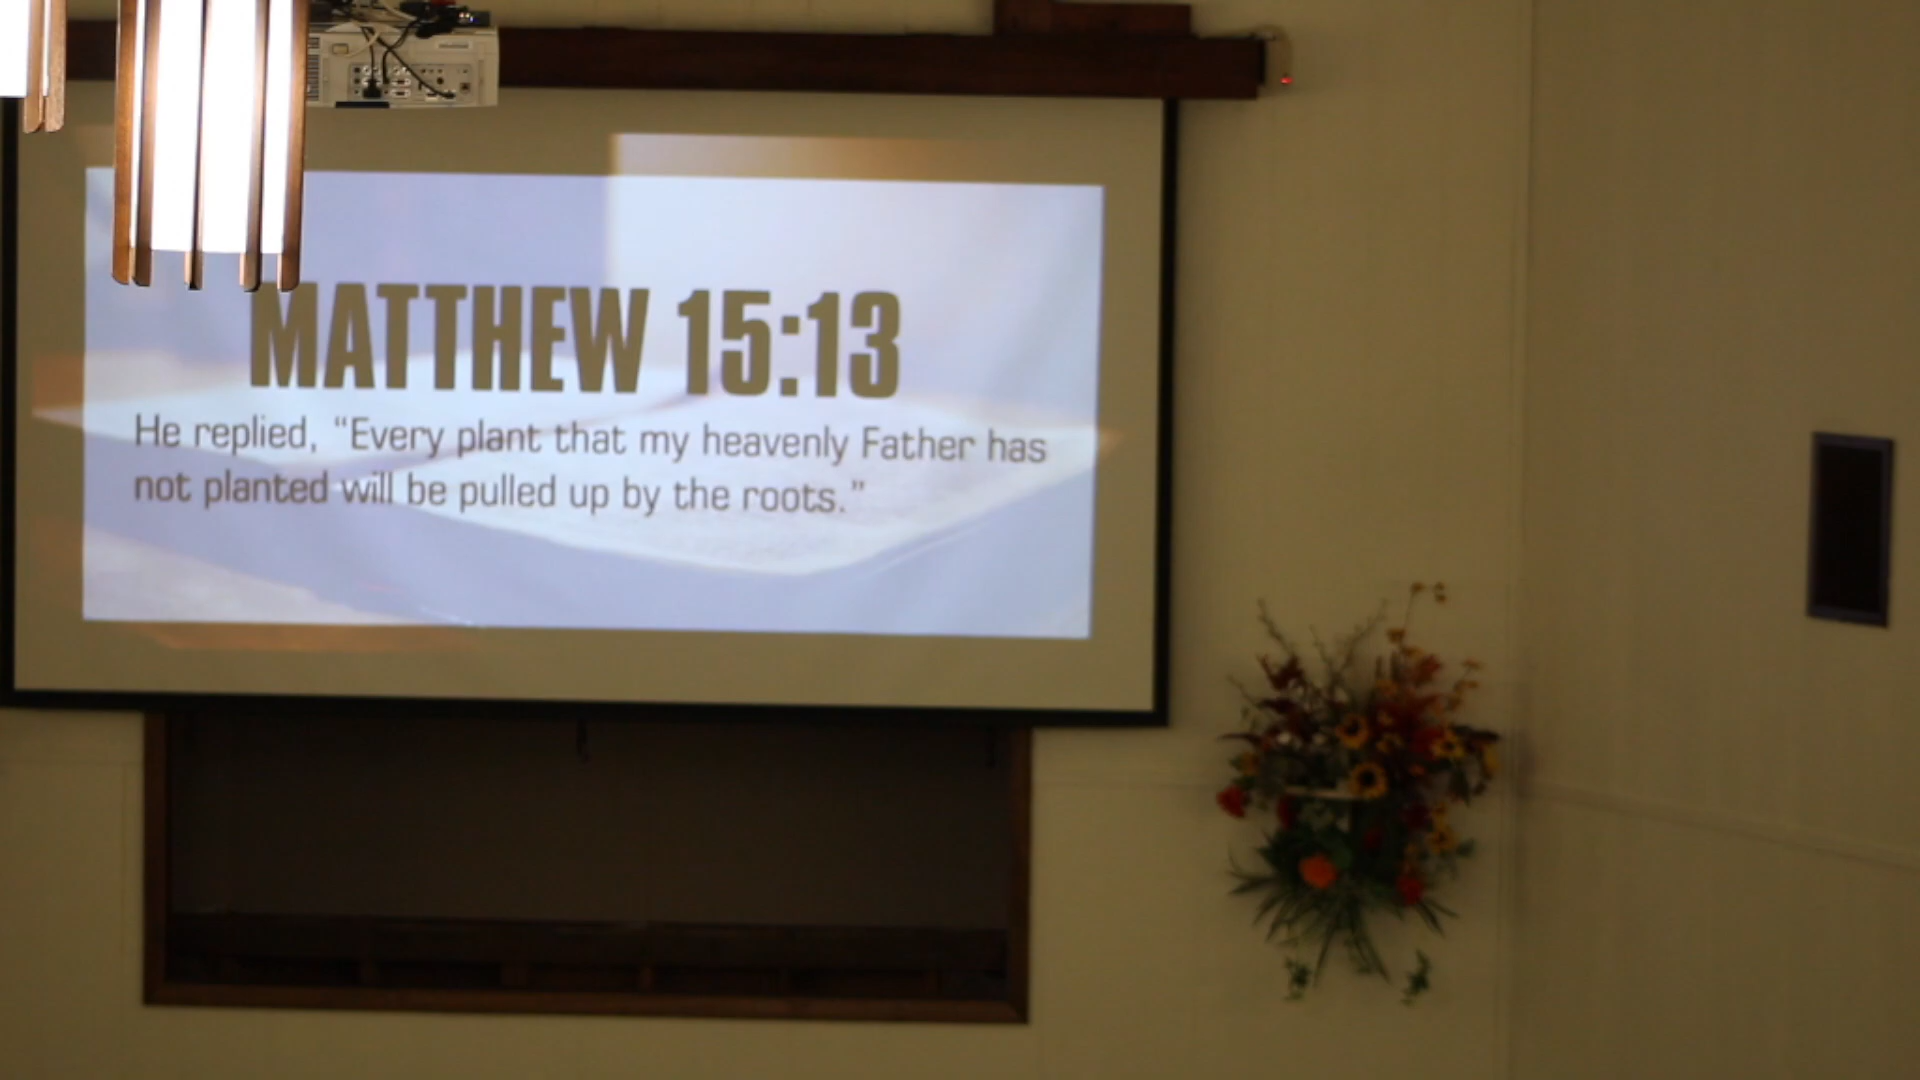 MATTHEW 15:13
He replied, “Every plant that my heavenly Father has
not planted will be pulled up by the roots.”